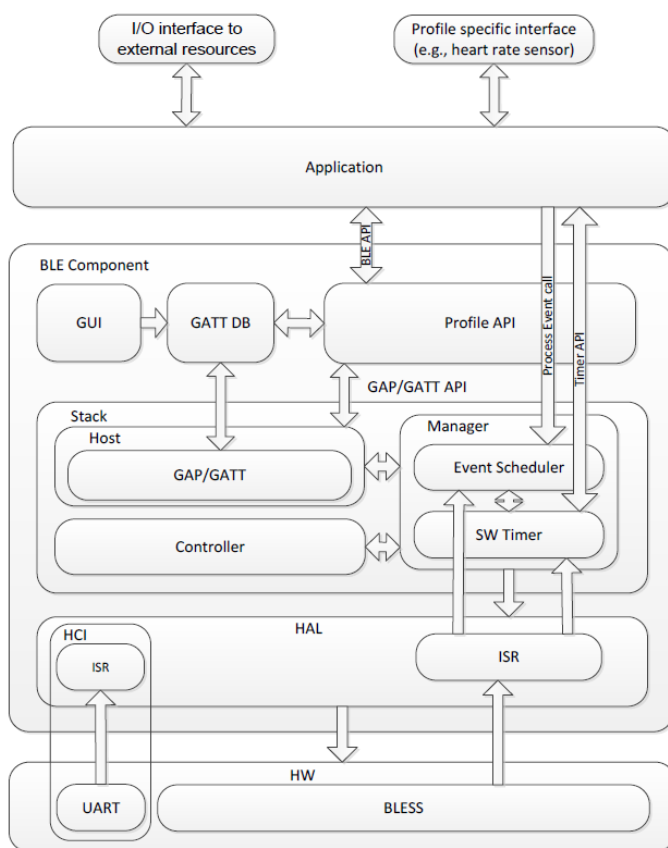 I/O interface to
external resources
Profile specific interface
(e.g., heart rate sensor)
Application
BLE API
Process Event call
Timer API
BLE Component
GUI
GATT DB
Profile API
GAP/GATT API
Stack
Host
GAP/GATT
Manager
Event Scheduler
Controller
SW Timer
HAL
HCI
ISR
ISR
HW
UART
BLESS